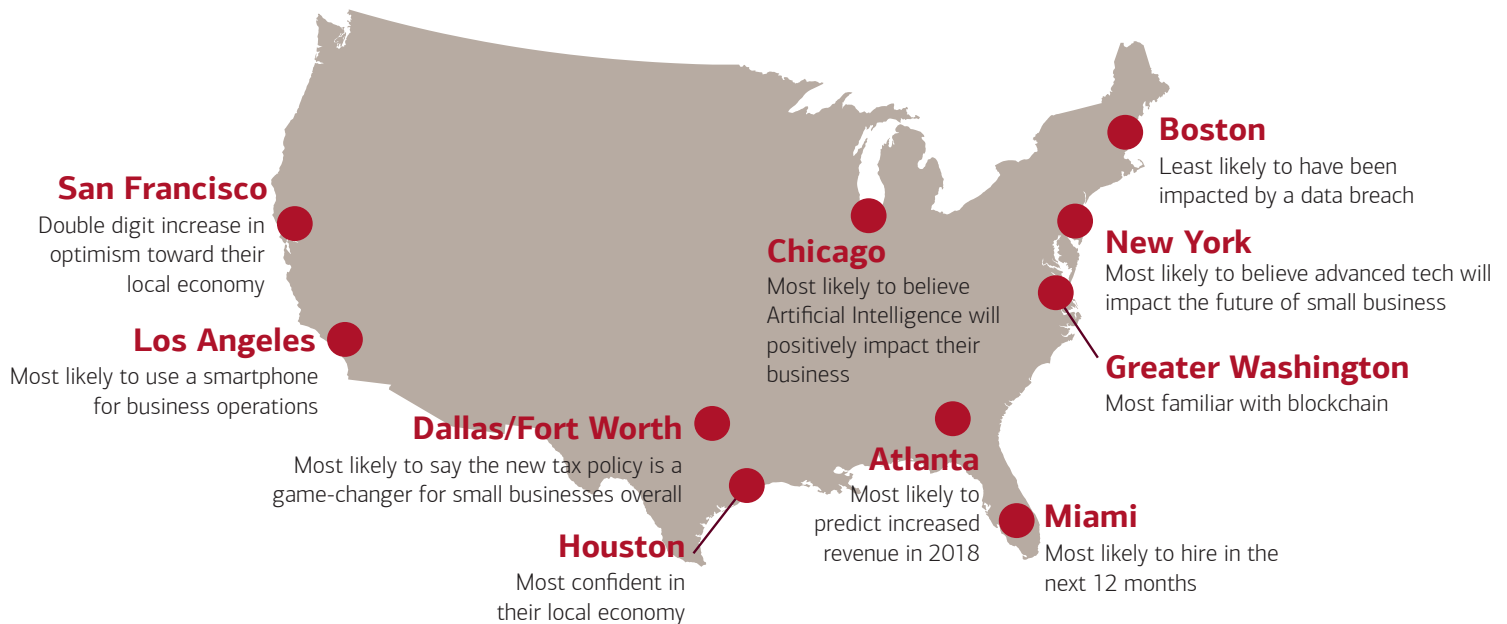 San Francisco
Double digit increase in
optimism toward their
local economy
Los Angeles
Most likely to use a smartphone
for business operations
Dallas/Fort Worth
Most likely to say the new tax policy is a
game-changer for small businesses overall
Houston
Most confident in
their local economy
Chicago
Most likely to believe
Artificial Intelligence will
positively impact their
business
Atlanta
Most likely to
predict increased
revenue in 2018
Boston
Least likely to have been
impacted by a data breach
New York
Most likely to believe advanced tech will
impact the future of small business
Greater Washington
Most familiar with blockchain
Miami
Most likely to hire in the
next 12 months